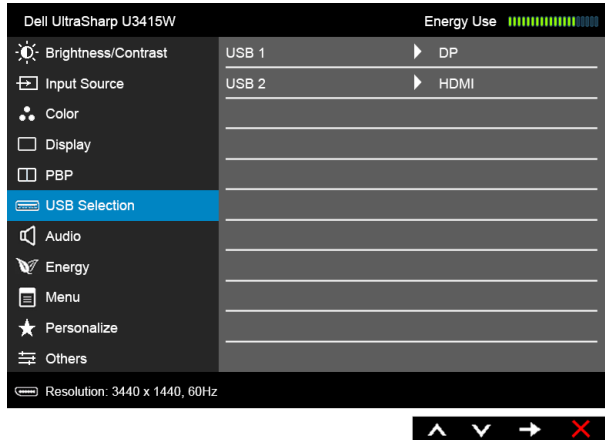 Dell UltraSharp U3415W Energy Use
Brightness/Contrast USB 1 DP
Input Source USB 2 HDMI
Color
Display
PBP
USB Selection
Audio
Energy
Menu
Personalize
Others
Resolution: 3440 x 1440, 60Hz